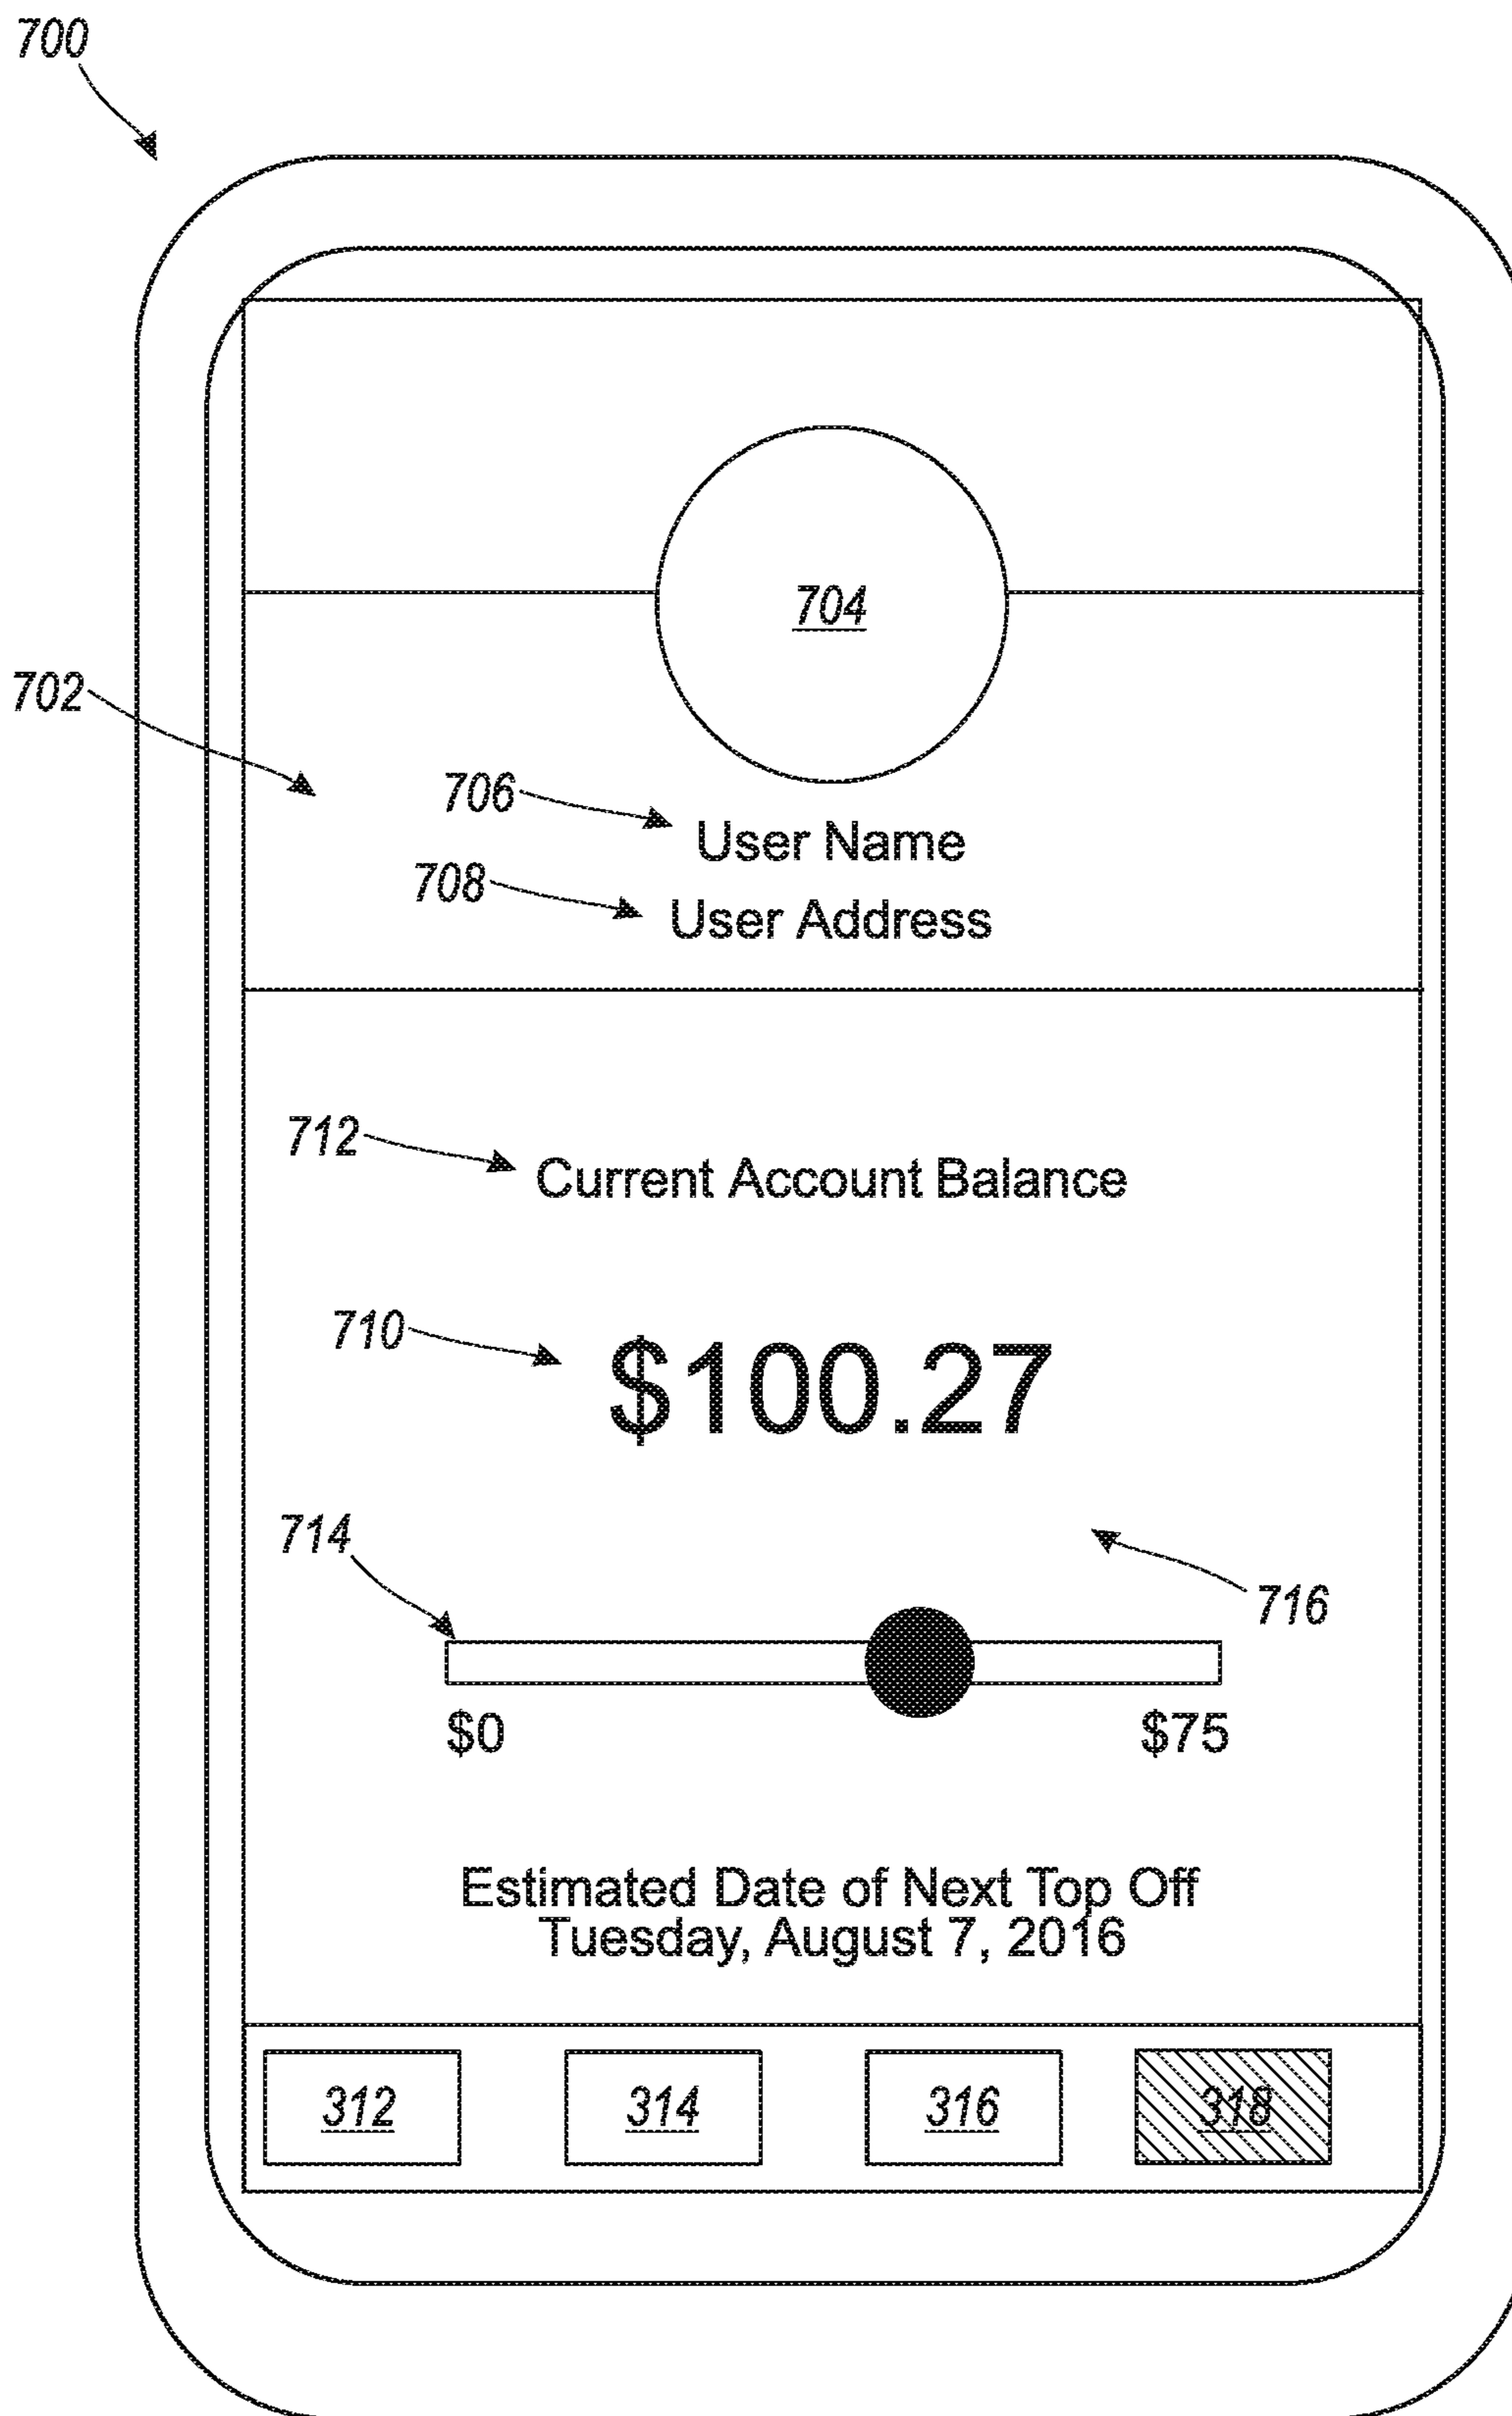 700
704
702
706
User Name
708
User Address
712
Current Account Balance
710
$100.27
714
716
$0 $75
Estimated Date of Next Top Off
Tuesday, August 7, 2016
312 314 316 318